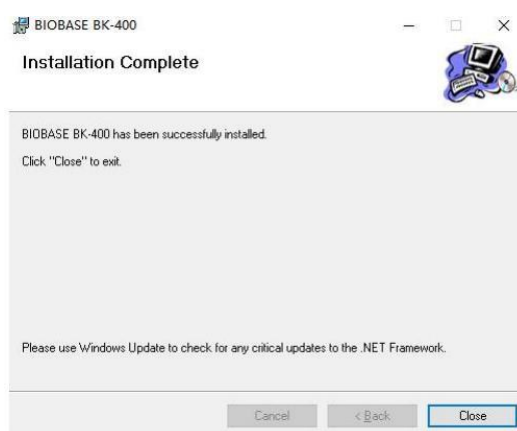 BIOBASE BK-400
Installation Complete
BIOBASE BK-400 has been successfully installed.
Click "Close" to exit.
Please use Windows Update to check for any critical updates to the .NET Framework.
Cancel
< Back
Close